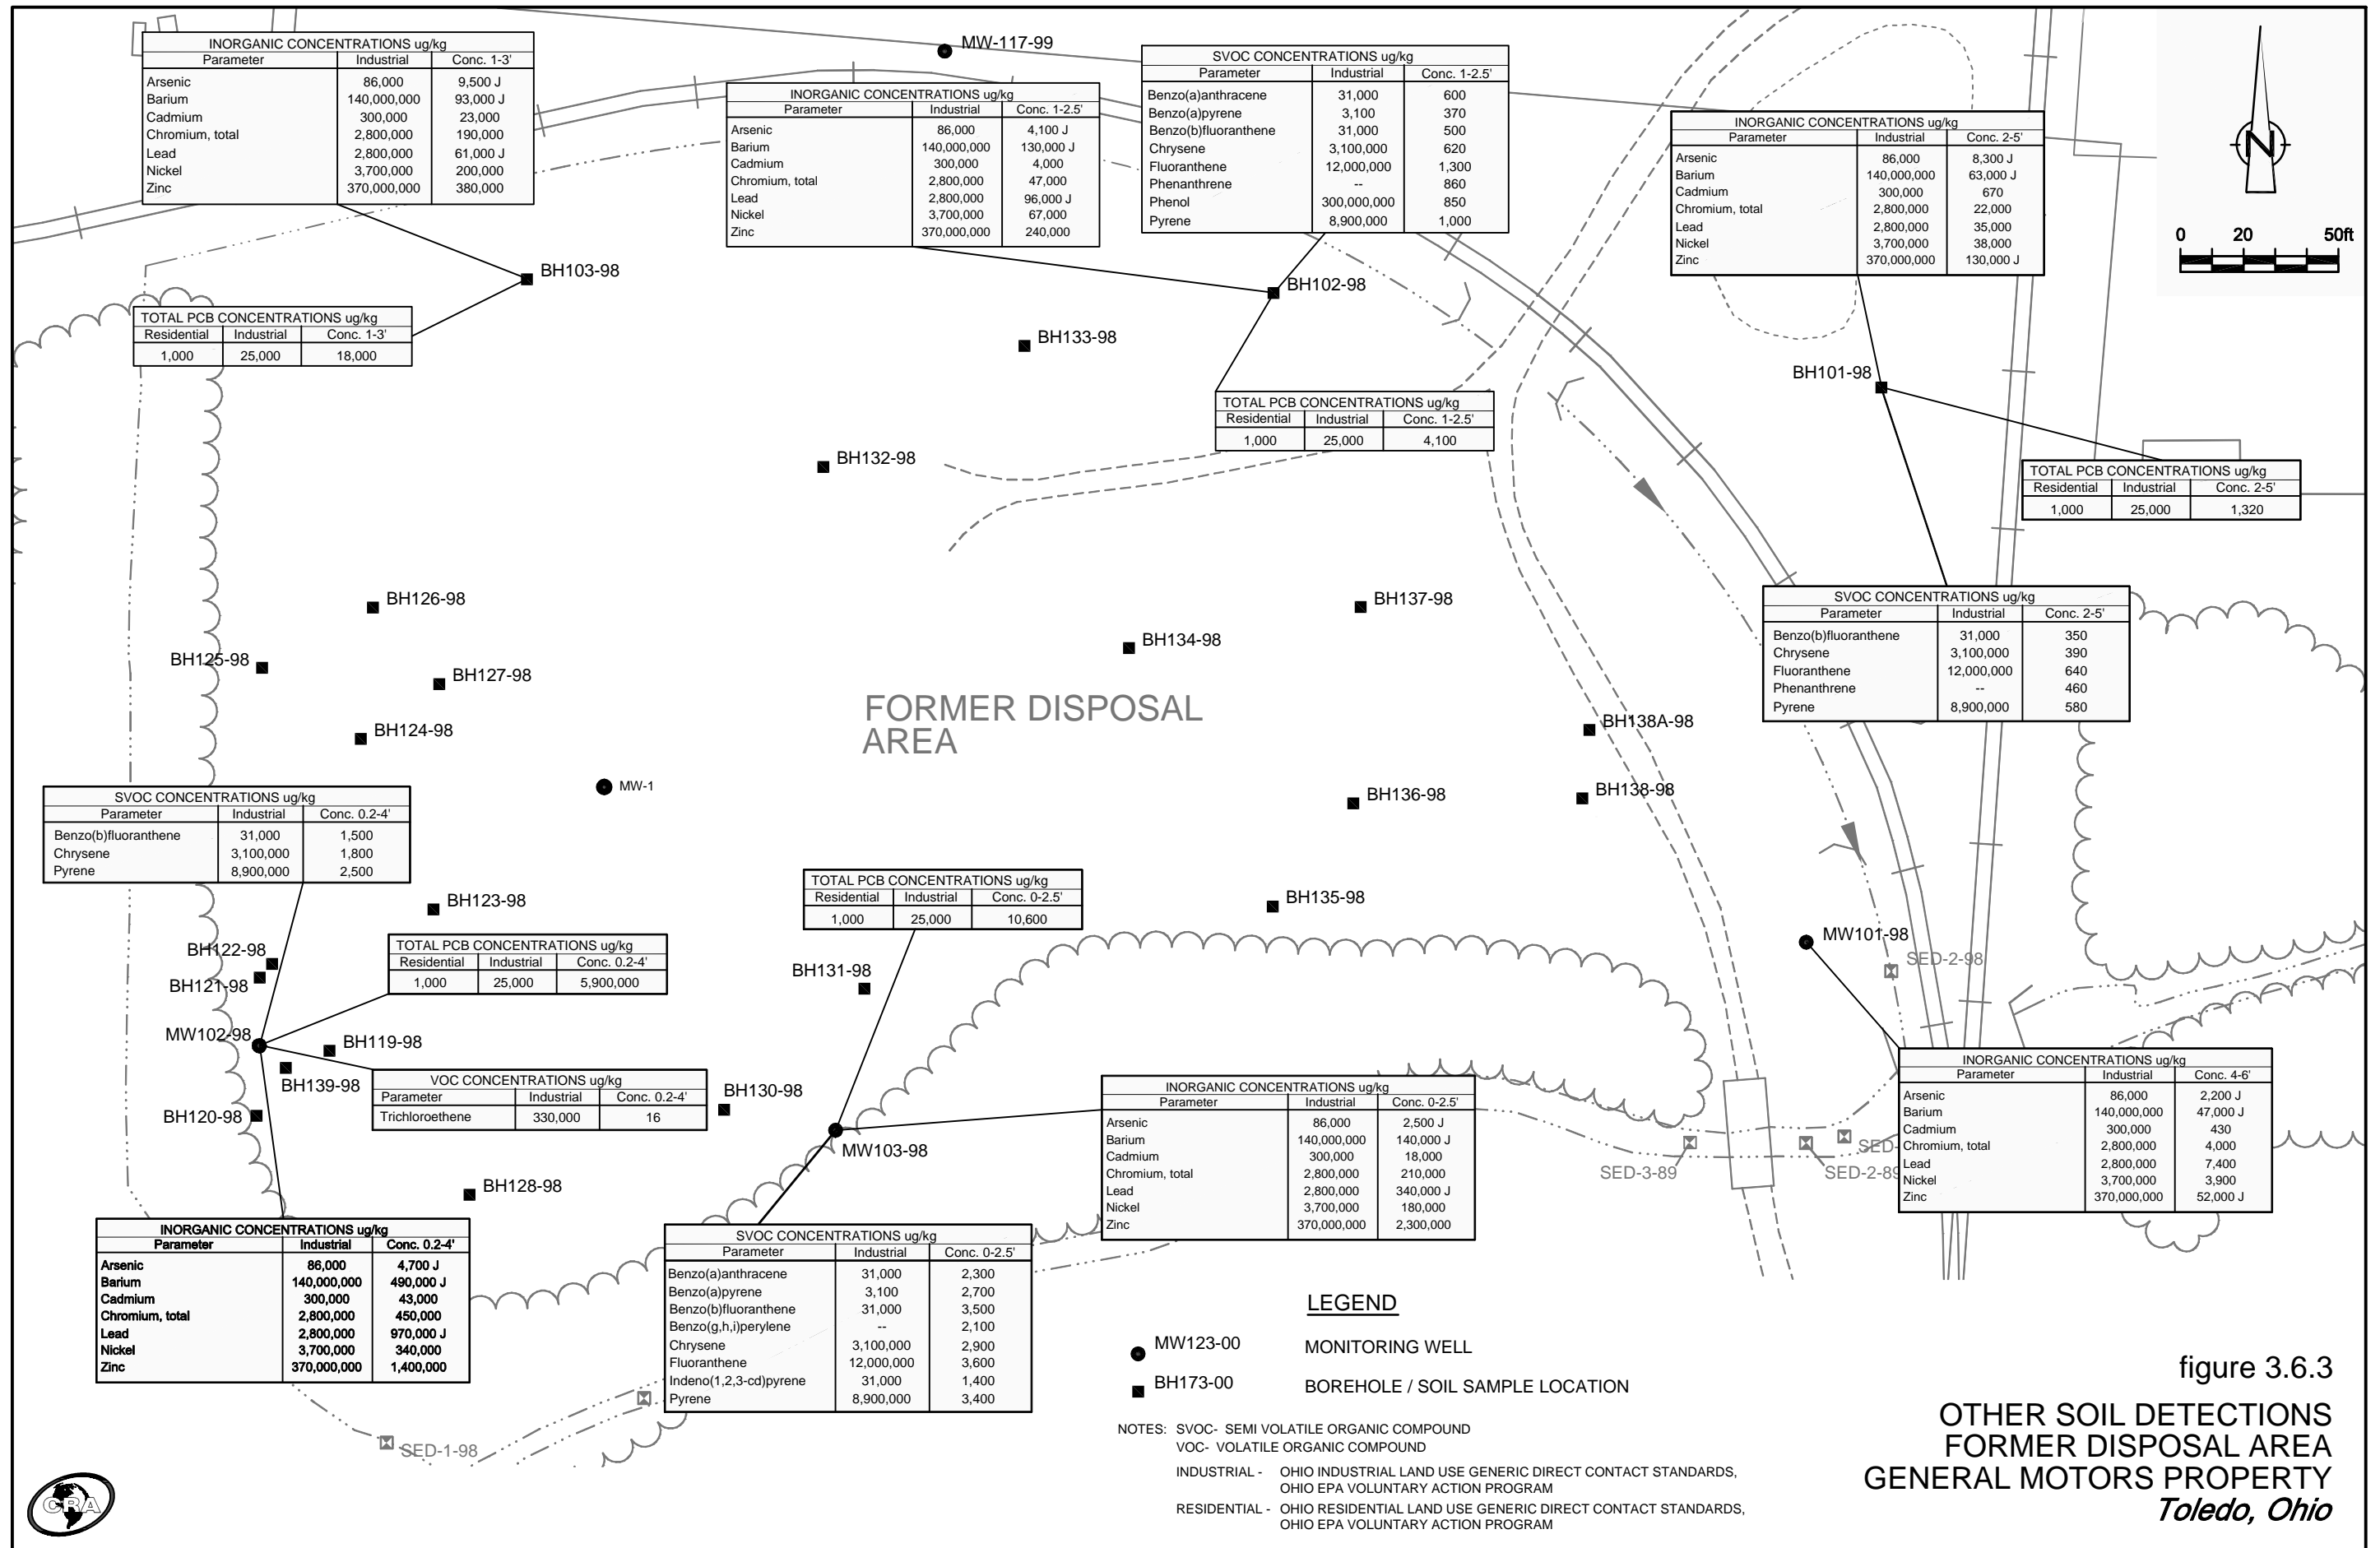 INORGANIC CONCENTRATIONS ug/kg
Parameter Industrial Conc. 1-3'
Arsenic 86,000 9,500 J
Barium 140,000,000 93,000 J
Cadmium 300,000 23,000
Chromium, total 2,800,000 190,000
Lead 2,800,000 61,000 J
Nickel 3,700,000 200,000
Zinc 370,000,000 380,000
MW-117-99
INORGANIC CONCENTRATIONS ug/kg
Parameter Industrial Conc. 1-2.5'
Arsenic 86,000 4,100 J
Barium 140,000,000 130,000 J
Cadmium 300,000 4,000
Chromium, total 2,800,000 47,000
Lead 2,800,000 96,000 J
Nickel 3,700,000 67,000
Zinc 370,000,000 240,000
SVOC CONCENTRATIONS ug/kg
Parameter Industrial Conc. 1-2.5'
Benzo(a)anthracene 31,000 600
Benzo(a)pyrene 3,100 370
Benzo(b)fluoranthene 31,000 500
Chrysene 3,100,000 620
Fluoranthene 12,000,000 1,300
Phenanthrene -- 860
Phenol 300,000,000 850
Pyrene 8,900,000 1,000
INORGANIC CONCENTRATIONS ug/kg
Parameter Industrial Conc. 2-5'
Arsenic 86,000 8,300 J
Barium 140,000,000 63,000 J
Cadmium 300,000 670
Chromium, total 2,800,000 22,000
Lead 2,800,000 35,000
Nickel 3,700,000 38,000
Zinc 370,000,000 130,000 J
N
0 20 50ft
BH103-98
BH102-98
TOTAL PCB CONCENTRATIONS ug/kg
Residential Industrial Conc. 1-3'
1,000 25,000 18,000
BH133-98
BH101-98
TOTAL PCB CONCENTRATIONS ug/kg
Residential Industrial Conc. 1-2.5'
1,000 25,000 4,100
BH132-98
TOTAL PCB CONCENTRATIONS ug/kg
Residential Industrial Conc. 2-5'
1,000 25,000 1,320
BH126-98
BH137-98
BH134-98
BH125-98
BH127-98
SVOC CONCENTRATIONS ug/kg
Parameter Industrial Conc. 2-5'
Benzo(b)fluoranthene 31,000 350
Chrysene 3,100,000 390
Fluoranthene 12,000,000 640
Phenanthrene -- 460
Pyrene 8,900,000 580
FORMER DISPOSAL
AREA
BH124-98
BH138A-98
MW-1
BH136-98
BH138-98
SVOC CONCENTRATIONS ug/kg
Parameter Industrial Conc. 0.2-4'
Benzo(b)fluoranthene 31,000 1,500
Chrysene 3,100,000 1,800
Pyrene 8,900,000 2,500
TOTAL PCB CONCENTRATIONS ug/kg
Residential Industrial Conc. 0-2.5'
1,000 25,000 10,600
BH123-98
BH135-98
MW101-98
BH122-98
TOTAL PCB CONCENTRATIONS ug/kg
Residential Industrial Conc. 0.2-4'
1,000 25,000 5,900,000
SED-2-98
BH131-98
BH121-98
MW102-98
BH119-98
BH139-98
VOC CONCENTRATIONS ug/kg
Parameter Industrial Conc. 0.2-4'
Trichloroethene 330,000 16
BH130-98
BH120-98
MW103-98
INORGANIC CONCENTRATIONS ug/kg
Parameter Industrial Conc. 0-2.5'
Arsenic 86,000 2,500 J
Barium 140,000,000 140,000 J
Cadmium 300,000 18,000
Chromium, total 2,800,000 210,000
Lead 2,800,000 340,000 J
Nickel 3,700,000 180,000
Zinc 370,000,000 2,300,000
INORGANIC CONCENTRATIONS ug/kg
Parameter Industrial Conc. 4-6'
Arsenic 86,000 2,200 J
Barium 140,000,000 47,000 J
Cadmium 300,000 430
Chromium, total 2,800,000 4,000
Lead 2,800,000 7,400
Nickel 3,700,000 3,900
Zinc 370,000,000 52,000 J
SED-
SED-3-89
SED-2-89
BH128-98
INORGANIC CONCENTRATIONS ug/kg
Parameter Industrial Conc. 0.2-4'
Arsenic 86,000 4,700 J
Barium 140,000,000 490,000 J
Cadmium 300,000 43,000
Chromium, total 2,800,000 450,000
Lead 2,800,000 970,000 J
Nickel 3,700,000 340,000
Zinc 370,000,000 1,400,000
SVOC CONCENTRATIONS ug/kg
Parameter Industrial Conc. 0-2.5'
Benzo(a)anthracene 31,000 2,300
Benzo(a)pyrene 3,100 2,700
Benzo(b)fluoranthene 31,000 3,500
Benzo(g,h,i)perylene -- 2,100
Chrysene 3,100,000 2,900
Fluoranthene 12,000,000 3,600
Indeno(1,2,3-cd)pyrene 31,000 1,400
Pyrene 8,900,000 3,400
SED-1-98
LEGEND
MW123-00 MONITORING WELL
BH173-00 BOREHOLE / SOIL SAMPLE LOCATION
NOTES: SVOC- SEMI VOLATILE ORGANIC COMPOUND
VOC- VOLATILE ORGANIC COMPOUND
INDUSTRIAL - OHIO INDUSTRIAL LAND USE GENERIC DIRECT CONTACT STANDARDS,
OHIO EPA VOLUNTARY ACTION PROGRAM
RESIDENTIAL - OHIO RESIDENTIAL LAND USE GENERIC DIRECT CONTACT STANDARDS,
OHIO EPA VOLUNTARY ACTION PROGRAM
CRA
figure 3.6.3
OTHER SOIL DETECTIONS
FORMER DISPOSAL AREA
GENERAL MOTORS PROPERTY
Toledo, Ohio